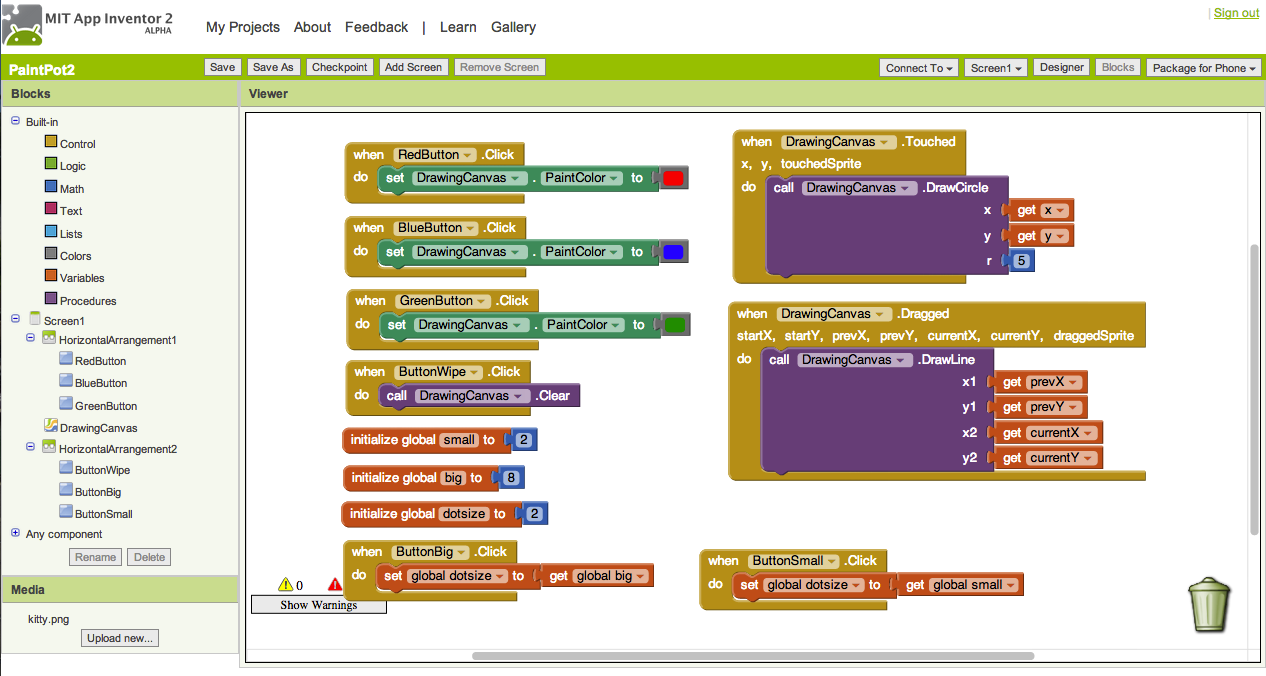 MIT App Inventor 2
ALPHA
My Projects About Feedback | Learn Gallery
| Sign out
PaintPot2
Save Save As Checkpoint Add Screen Remove Screen
Connect To Screen1 Designer Blocks Package for Phone
Blocks
Built-in
Control
Logic
Math
Text
Lists
Colors
Variables
Procedures
Screen1
HorizontalArrangement1
RedButton
BlueButton
GreenButton
DrawingCanvas
HorizontalArrangement2
ButtonWipe
ButtonBig
ButtonSmall
Any component
Rename Delete
Media
kitty.png
Upload new...
Viewer
when RedButton .Click
do set DrawingCanvas . PaintColor to
when BlueButton .Click
do set DrawingCanvas . PaintColor to
when GreenButton .Click
do set DrawingCanvas . PaintColor to
when ButtonWipe .Click
do call DrawingCanvas .Clear
initialize global small to 2
initialize global big to 8
initialize global dotsize to 2
when ButtonBig .Click
do set global dotsize to get global big
0
Show Warnings
when DrawingCanvas .Touched
x, y, touchedSprite
do call DrawingCanvas .DrawCircle
x get x
y get y
r 5
when DrawingCanvas .Dragged
startX, startY, prevX, prevY, currentX, currentY, draggedSprite
do call DrawingCanvas .DrawLine
x1 get prevX
y1 get prevY
x2 get currentX
y2 get currentY
when ButtonSmall .Click
do set global dotsize to get global small